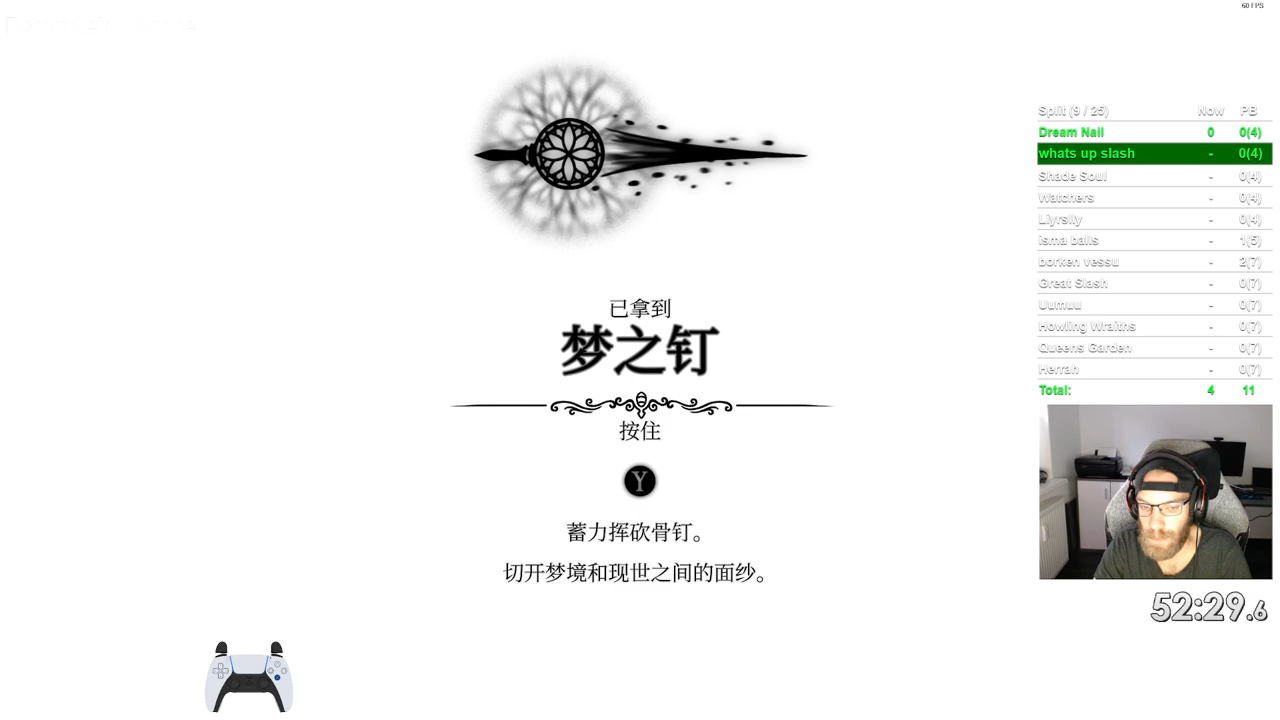 60 FPS
已拿到
梦之钉
按住
Y
蓄力挥砍骨钉。
切开梦境和现世之间的面纱。
Split (9 / 25) Now PB
Dream Nail 0 0(4)
whats up slash - 0(4)
Shade Soul - 0(4)
Watchers - 0(4)
Liyrslly - 0(4)
isma balls - 1(5)
borken vessu - 2(7)
Great Slash - 0(7)
Uumuu - 0(7)
Howling Wraiths - 0(7)
Queens Garden - 0(7)
Herrah - 0(7)
Total: 4 11
52:29.6